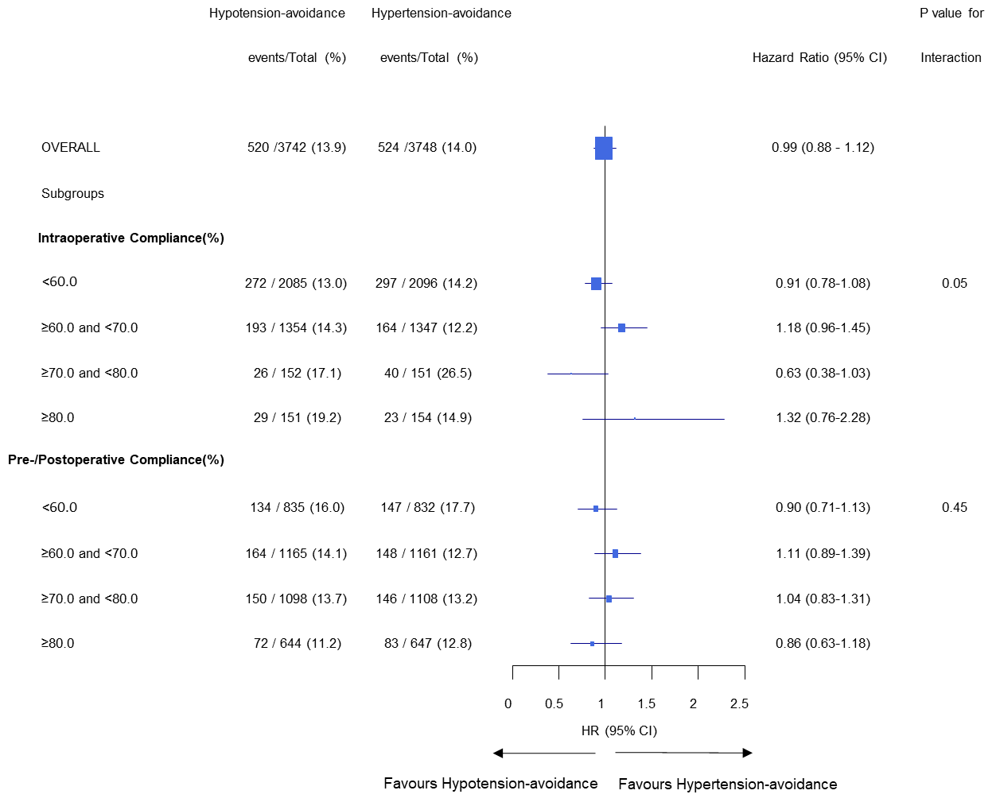 Hypotension-avoidance Hypertension-avoidance P value for
events/Total (%) events/Total (%) Hazard Ratio (95% CI) Interaction
OVERALL 520 /3742 (13.9) 524 /3748 (14.0) 0.99 (0.88 - 1.12)
Subgroups
Intraoperative Compliance(%)
<60.0 272 / 2085 (13.0) 297 / 2096 (14.2) 0.91 (0.78-1.08) 0.05
≥60.0 and <70.0 193 / 1354 (14.3) 164 / 1347 (12.2) 1.18 (0.96-1.45)
≥70.0 and <80.0 26 / 152 (17.1) 40 / 151 (26.5) 0.63 (0.38-1.03)
≥80.0 29 / 151 (19.2) 23 / 154 (14.9) 1.32 (0.76-2.28)
Pre-/Postoperative Compliance(%)
<60.0 134 / 835 (16.0) 147 / 832 (17.7) 0.90 (0.71-1.13) 0.45
≥60.0 and <70.0 164 / 1165 (14.1) 148 / 1161 (12.7) 1.11 (0.89-1.39)
≥70.0 and <80.0 150 / 1098 (13.7) 146 / 1108 (13.2) 1.04 (0.83-1.31)
≥80.0 72 / 644 (11.2) 83 / 647 (12.8) 0.86 (0.63-1.18)
0 0.5 1 1.5 2 2.5
HR (95% CI)
Favours Hypotension-avoidance Favours Hypertension-avoidance